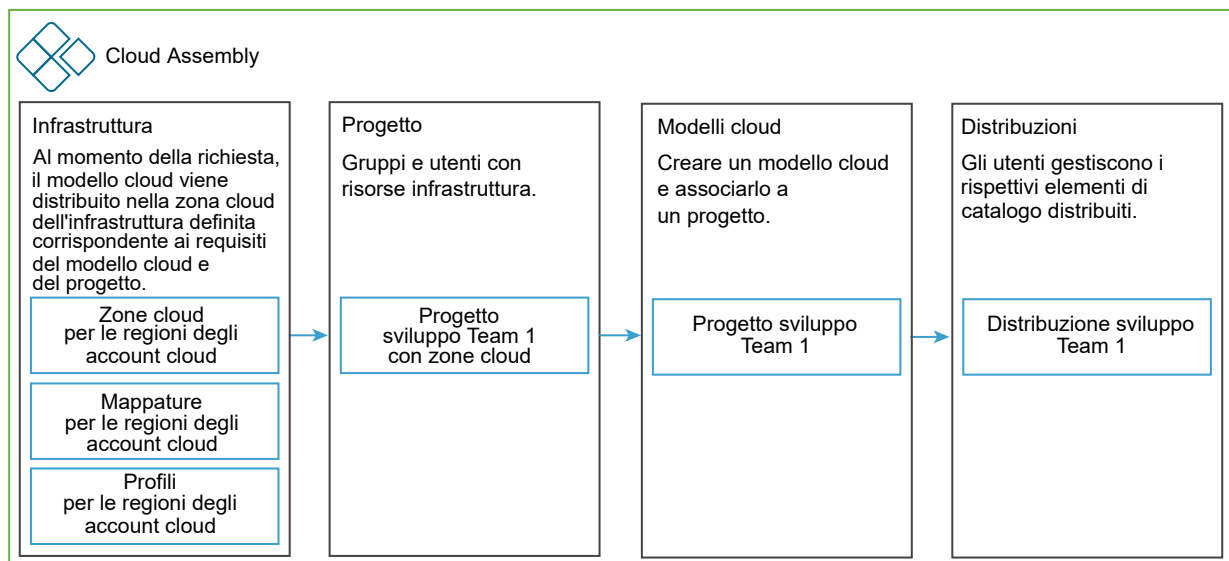 Cloud Assembly
Infrastruttura
Al momento della richiesta,
il modello cloud viene
distribuito nella zona cloud
dell'infrastruttura definita
corrispondente ai requisiti
del modello cloud e
del progetto.
Zone cloud
per le regioni degli
account cloud
Mappature
per le regioni degli
account cloud
Profili
per le regioni degli
account cloud
Progetto
Gruppi e utenti con
risorse infrastruttura.
Progetto
sviluppo Team 1
con zone cloud
Modelli cloud
Creare un modello cloud
e associarlo a
un progetto.
Progetto sviluppo
Team 1
Distribuzioni
Gli utenti gestiscono i
rispettivi elementi di
catalogo distribuiti.
Distribuzione sviluppo
Team 1